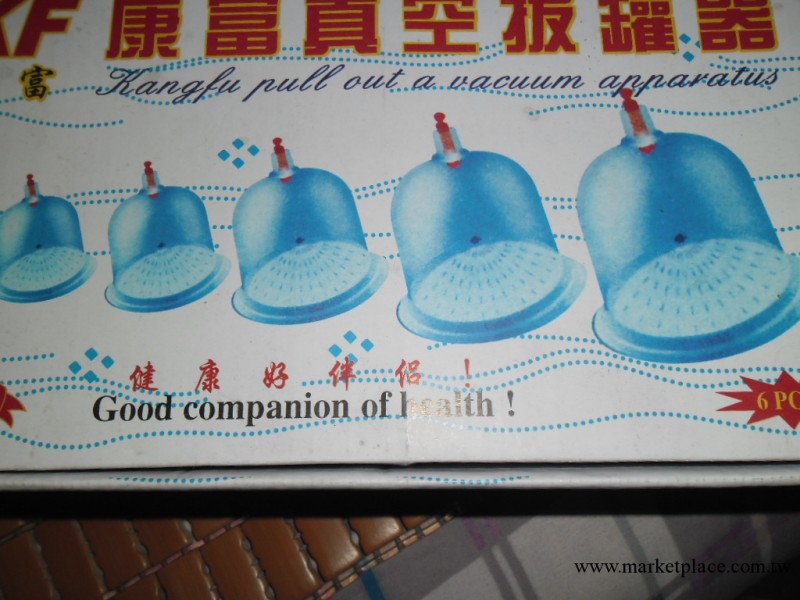 KF 康富真空拔罐器
富 Kangfu pull out a vacuum apparatus
健康好伴侣！
Good companion of health !
6 PC
www.marketplace.com.tw